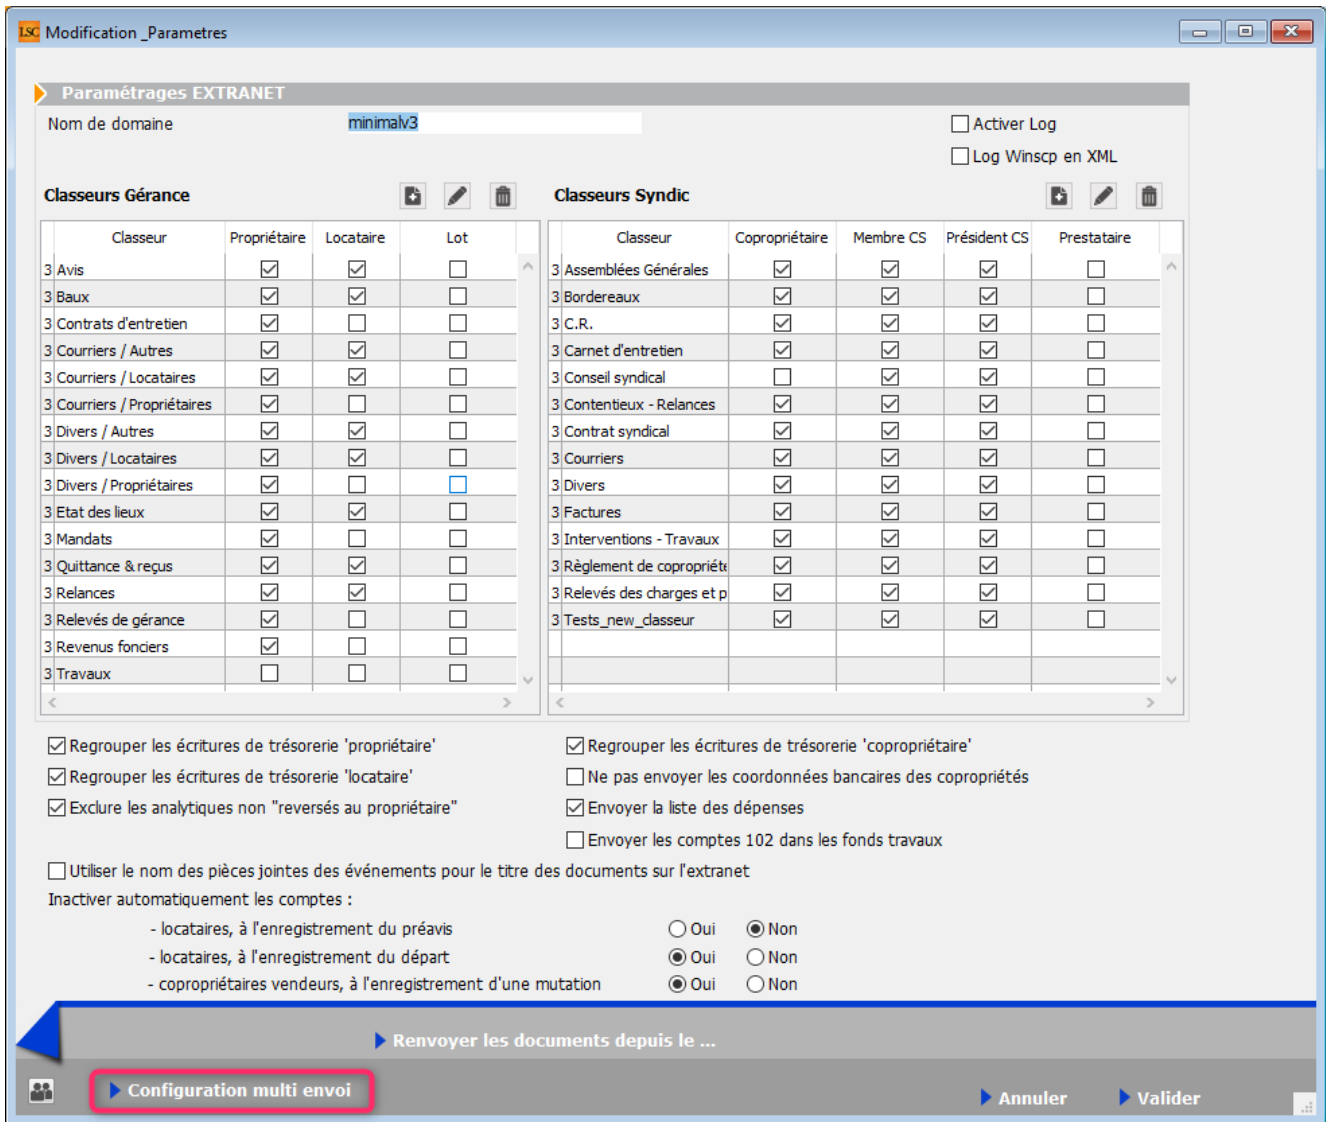 LSC Modification _Parametres
Paramétrages EXTRANET
Nom de domaine minimalv3 Activer Log
Log Winscp en XML
Classeurs Gérance Classeurs Syndic
Classeur Propriétaire Locataire Lot Classeur Copropriétaire Membre CS Président CS Prestataire
3 Avis 3 Assemblées Générales
3 Baux 3 Bordereaux
3 Contrats d'entretien 3 C.R.
3 Courriers / Autres 3 Carnet d'entretien
3 Courriers / Locataires 3 Conseil syndical
3 Courriers / Propriétaires 3 Contentieux - Relances
3 Divers / Autres 3 Contrat syndical
3 Divers / Locataires 3 Courriers
3 Divers / Propriétaires 3 Divers
3 Etat des lieux 3 Factures
3 Mandats 3 Interventions - Travaux
3 Quittance & reçus 3 Règlement de copropriété
3 Relances 3 Relevés des charges et p
3 Relevés de gérance 3 Tests_new_classeur
3 Revenus fonciers
3 Travaux
Regrouper les écritures de trésorerie 'propriétaire' Regrouper les écritures de trésorerie 'copropriétaire'
Regrouper les écritures de trésorerie 'locataire' Ne pas envoyer les coordonnées bancaires des copropriétés
Exclure les analytiques non "reversés au propriétaire" Envoyer la liste des dépenses
Envoyer les comptes 102 dans les fonds travaux
Utiliser le nom des pièces jointes des événements pour le titre des documents sur l'extranet
Inactiver automatiquement les comptes :
- locataires, à l'enregistrement du préavis Oui Non
- locataires, à l'enregistrement du départ Oui Non
- copropriétaires vendeurs, à l'enregistrement d'une mutation Oui Non
Renvoyer les documents depuis le ...
Configuration multi envoi Annuler Valider